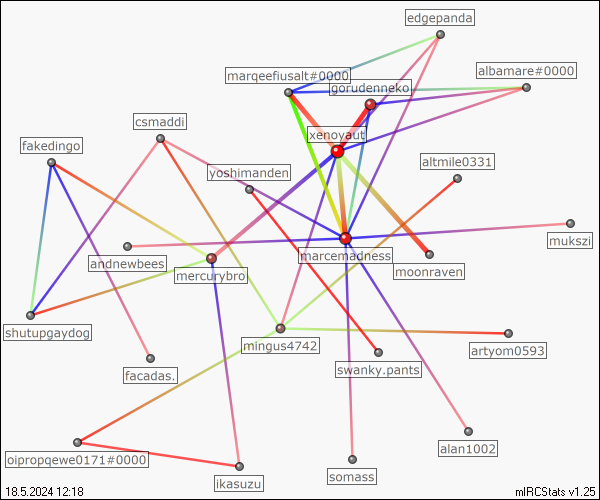 edgepanda
marqeefiusalt#0000
albamare#0000
gorudenneko
csmaddi
xenoyaut
fakedingo
altmile0331
yoshimanden
mukszi
marcemadness
andnewbees
mercurybro
moonraven
shutupgaydog
mingus4742
artyom0593
facadas.
swanky.pants
alan1002
oipropqewe0171#0000
somass
ikasuzu
18.5.2024 12:18
mIRCStats v1.25